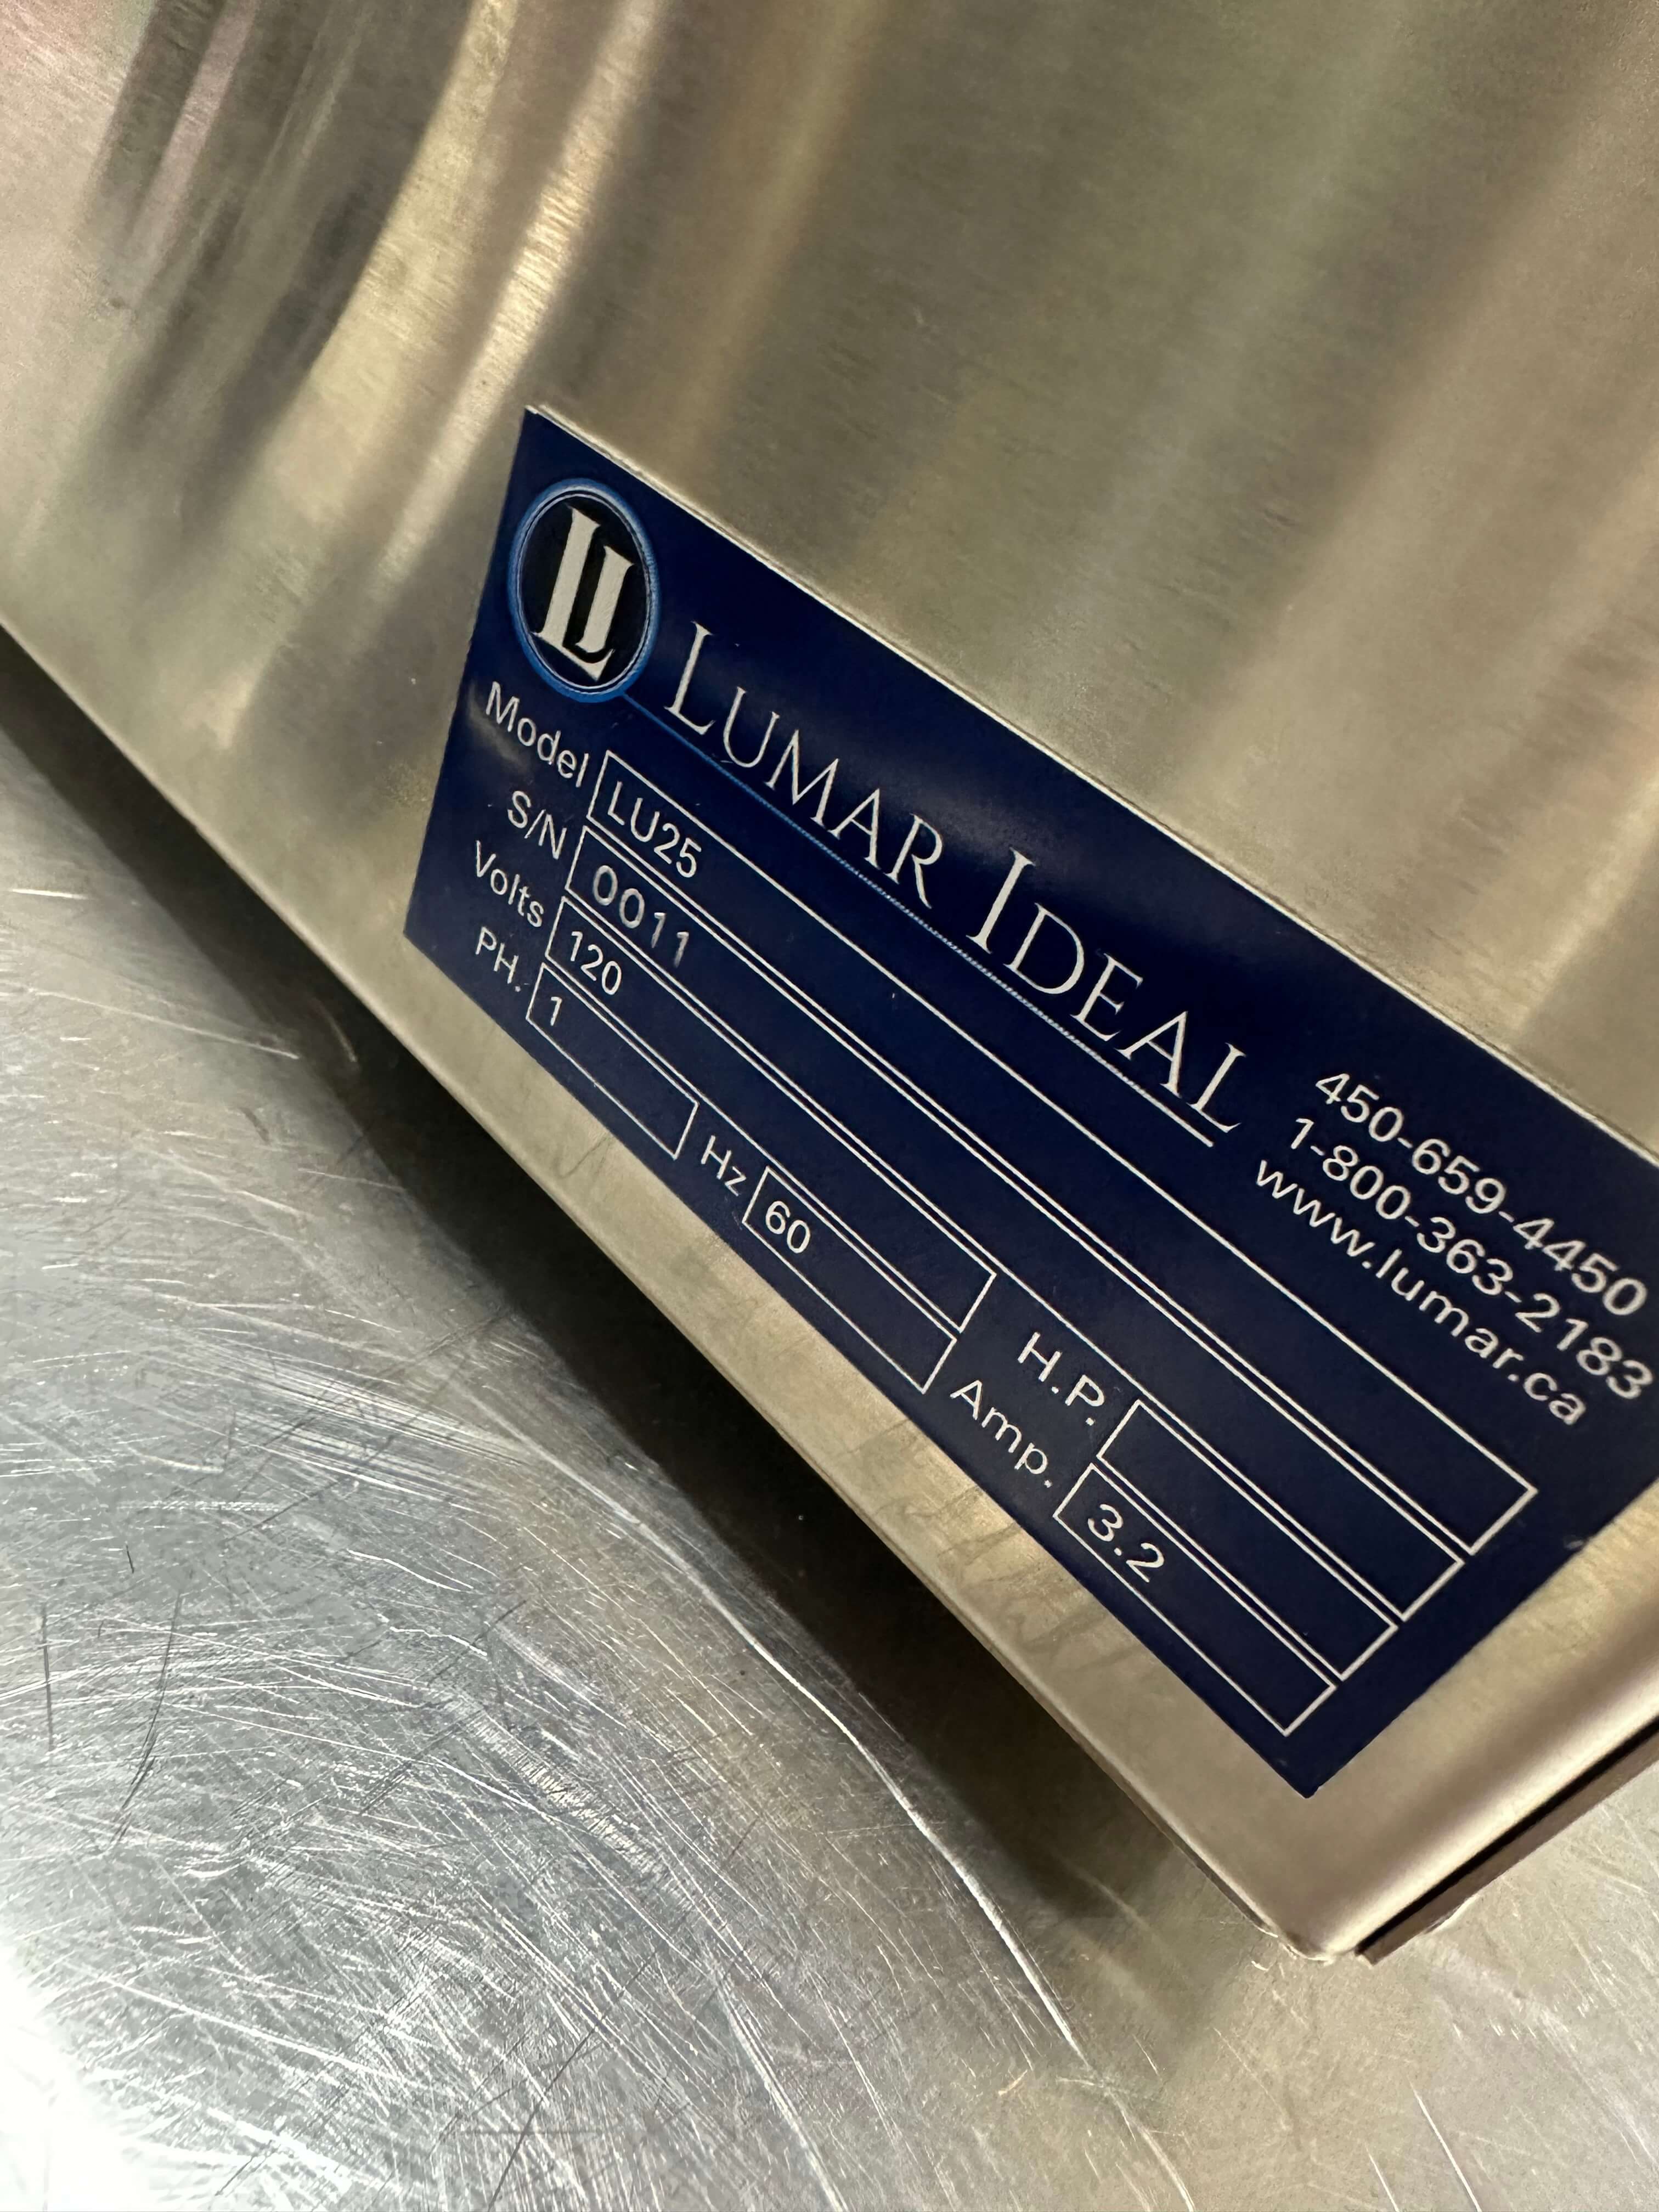 LI LUMAR IDEAL
450-659-4450
1-800-363-2183
www.lumar.ca
Model LU25
S/N 0011
Volts 120 H.P.
PH. 1 Hz 60 Amp. 3.2